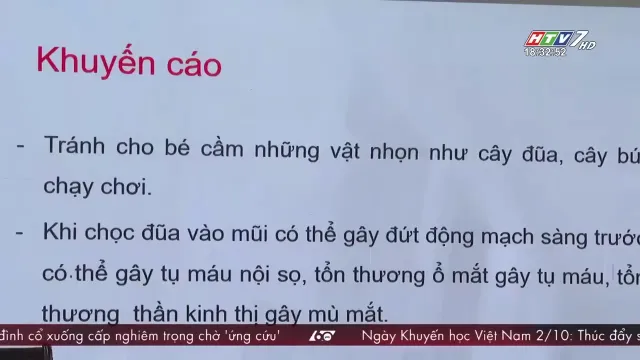 HTV7 HD
18:32:52
Khuyến cáo
- Tránh cho bé cầm những vật nhọn như cây đũa, cây bú
chạy chơi.
- Khi chọc đũa vào mũi có thể gây đứt động mạch sàng trước
có thể gây tụ máu nội sọ, tổn thương ổ mắt gây tụ máu, tổn
thương thần kinh thị gây mù mắt.
đình cổ xuống cấp nghiêm trọng chờ 'ứng cứu' 60 Ngày Khuyến học Việt Nam 2/10: Thúc đẩy s